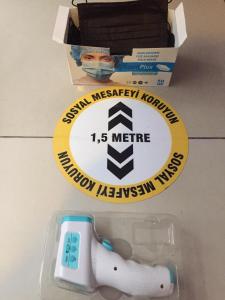 Plus
SOSYAL MESAFEYİ KORUYUN
1,5 METRE
SOSYAL MESAFEYİ KORUYUN